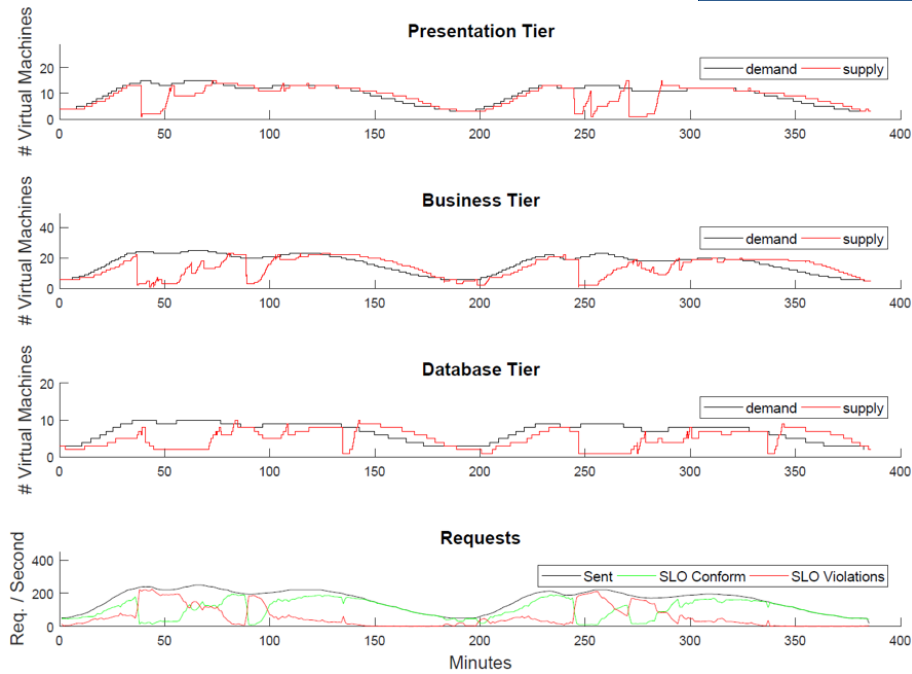 Presentation Tier
# Virtual Machines
20
10
0
demand supply
0 50 100 150 200 250 300 350 400
Business Tier
# Virtual Machines
40
20
0
demand supply
0 50 100 150 200 250 300 350 400
Database Tier
# Virtual Machines
20
10
0
demand supply
0 50 100 150 200 250 300 350 400
Requests
Req. / Second
400
200
0
Sent SLO Conform SLO Violations
0 50 100 150 200 250 300 350 400
Minutes